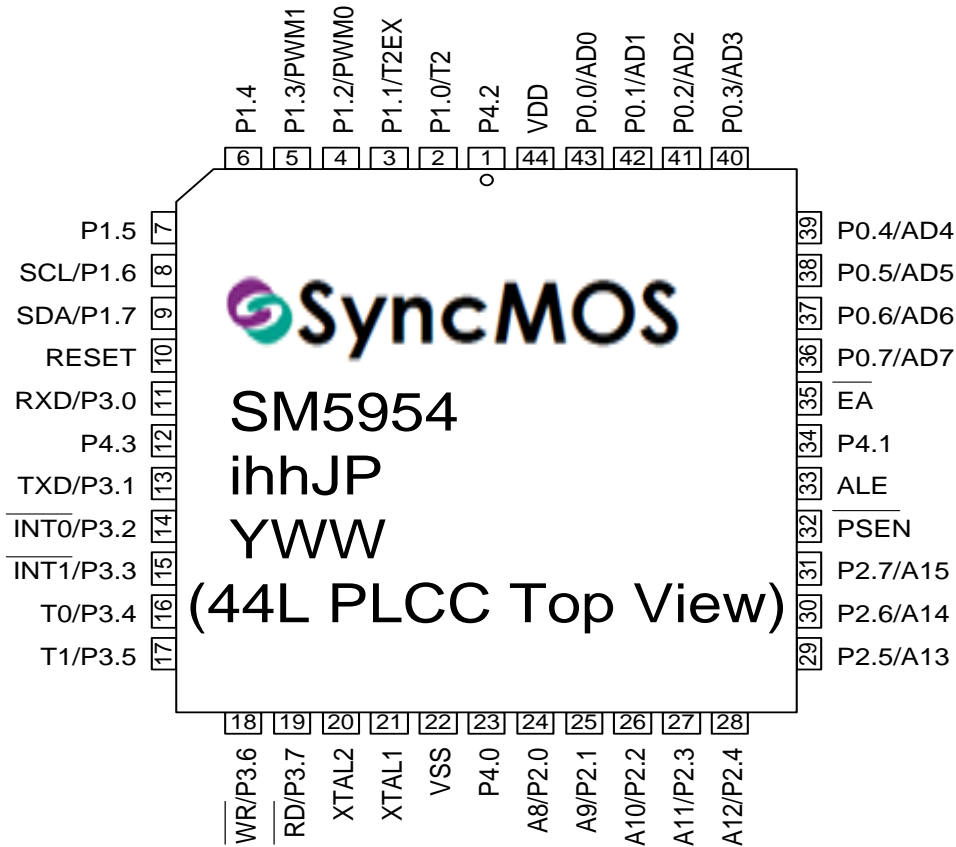 P1.4
P1.3/PWM1
P1.2/PWM0
P1.1/T2EX
P1.0/T2
P4.2
VDD
P0.0/AD0
P0.1/AD1
P0.2/AD2
P0.3/AD3
6 5 4 3 2 1 44 43 42 41 40
P1.5 7
SCL/P1.6 8
SDA/P1.7 9
RESET 10
RXD/P3.0 11
P4.3 12
TXD/P3.1 13
INT0/P3.2 14
INT1/P3.3 15
T0/P3.4 16
T1/P3.5 17
SyncMOS
SM5954
ihhJP
YWW
(44L PLCC Top View)
39 P0.4/AD4
38 P0.5/AD5
37 P0.6/AD6
36 P0.7/AD7
35 EA
34 P4.1
33 ALE
32 PSEN
31 P2.7/A15
30 P2.6/A14
29 P2.5/A13
18 19 20 21 22 23 24 25 26 27 28
WR/P3.6
RD/P3.7
XTAL2
XTAL1
VSS
P4.0
A8/P2.0
A9/P2.1
A10/P2.2
A11/P2.3
A12/P2.4